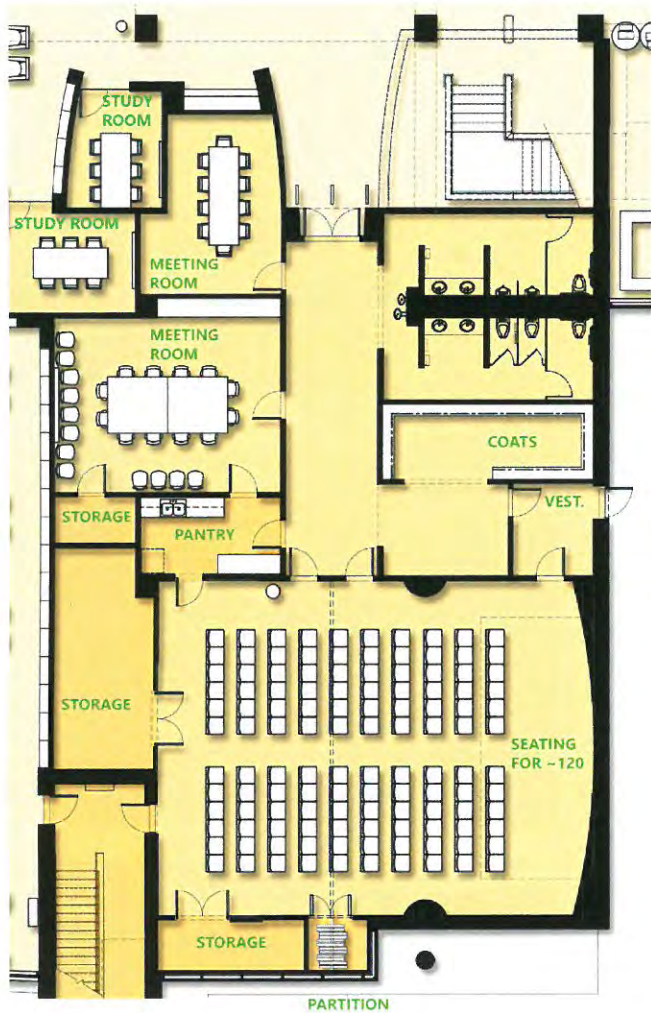 STUDY
ROOM
STUDY ROOM
MEETING
ROOM
MEETING
ROOM
COATS
STORAGE
PANTRY
VEST.
STORAGE
SEATING
FOR ~120
STORAGE
PARTITION